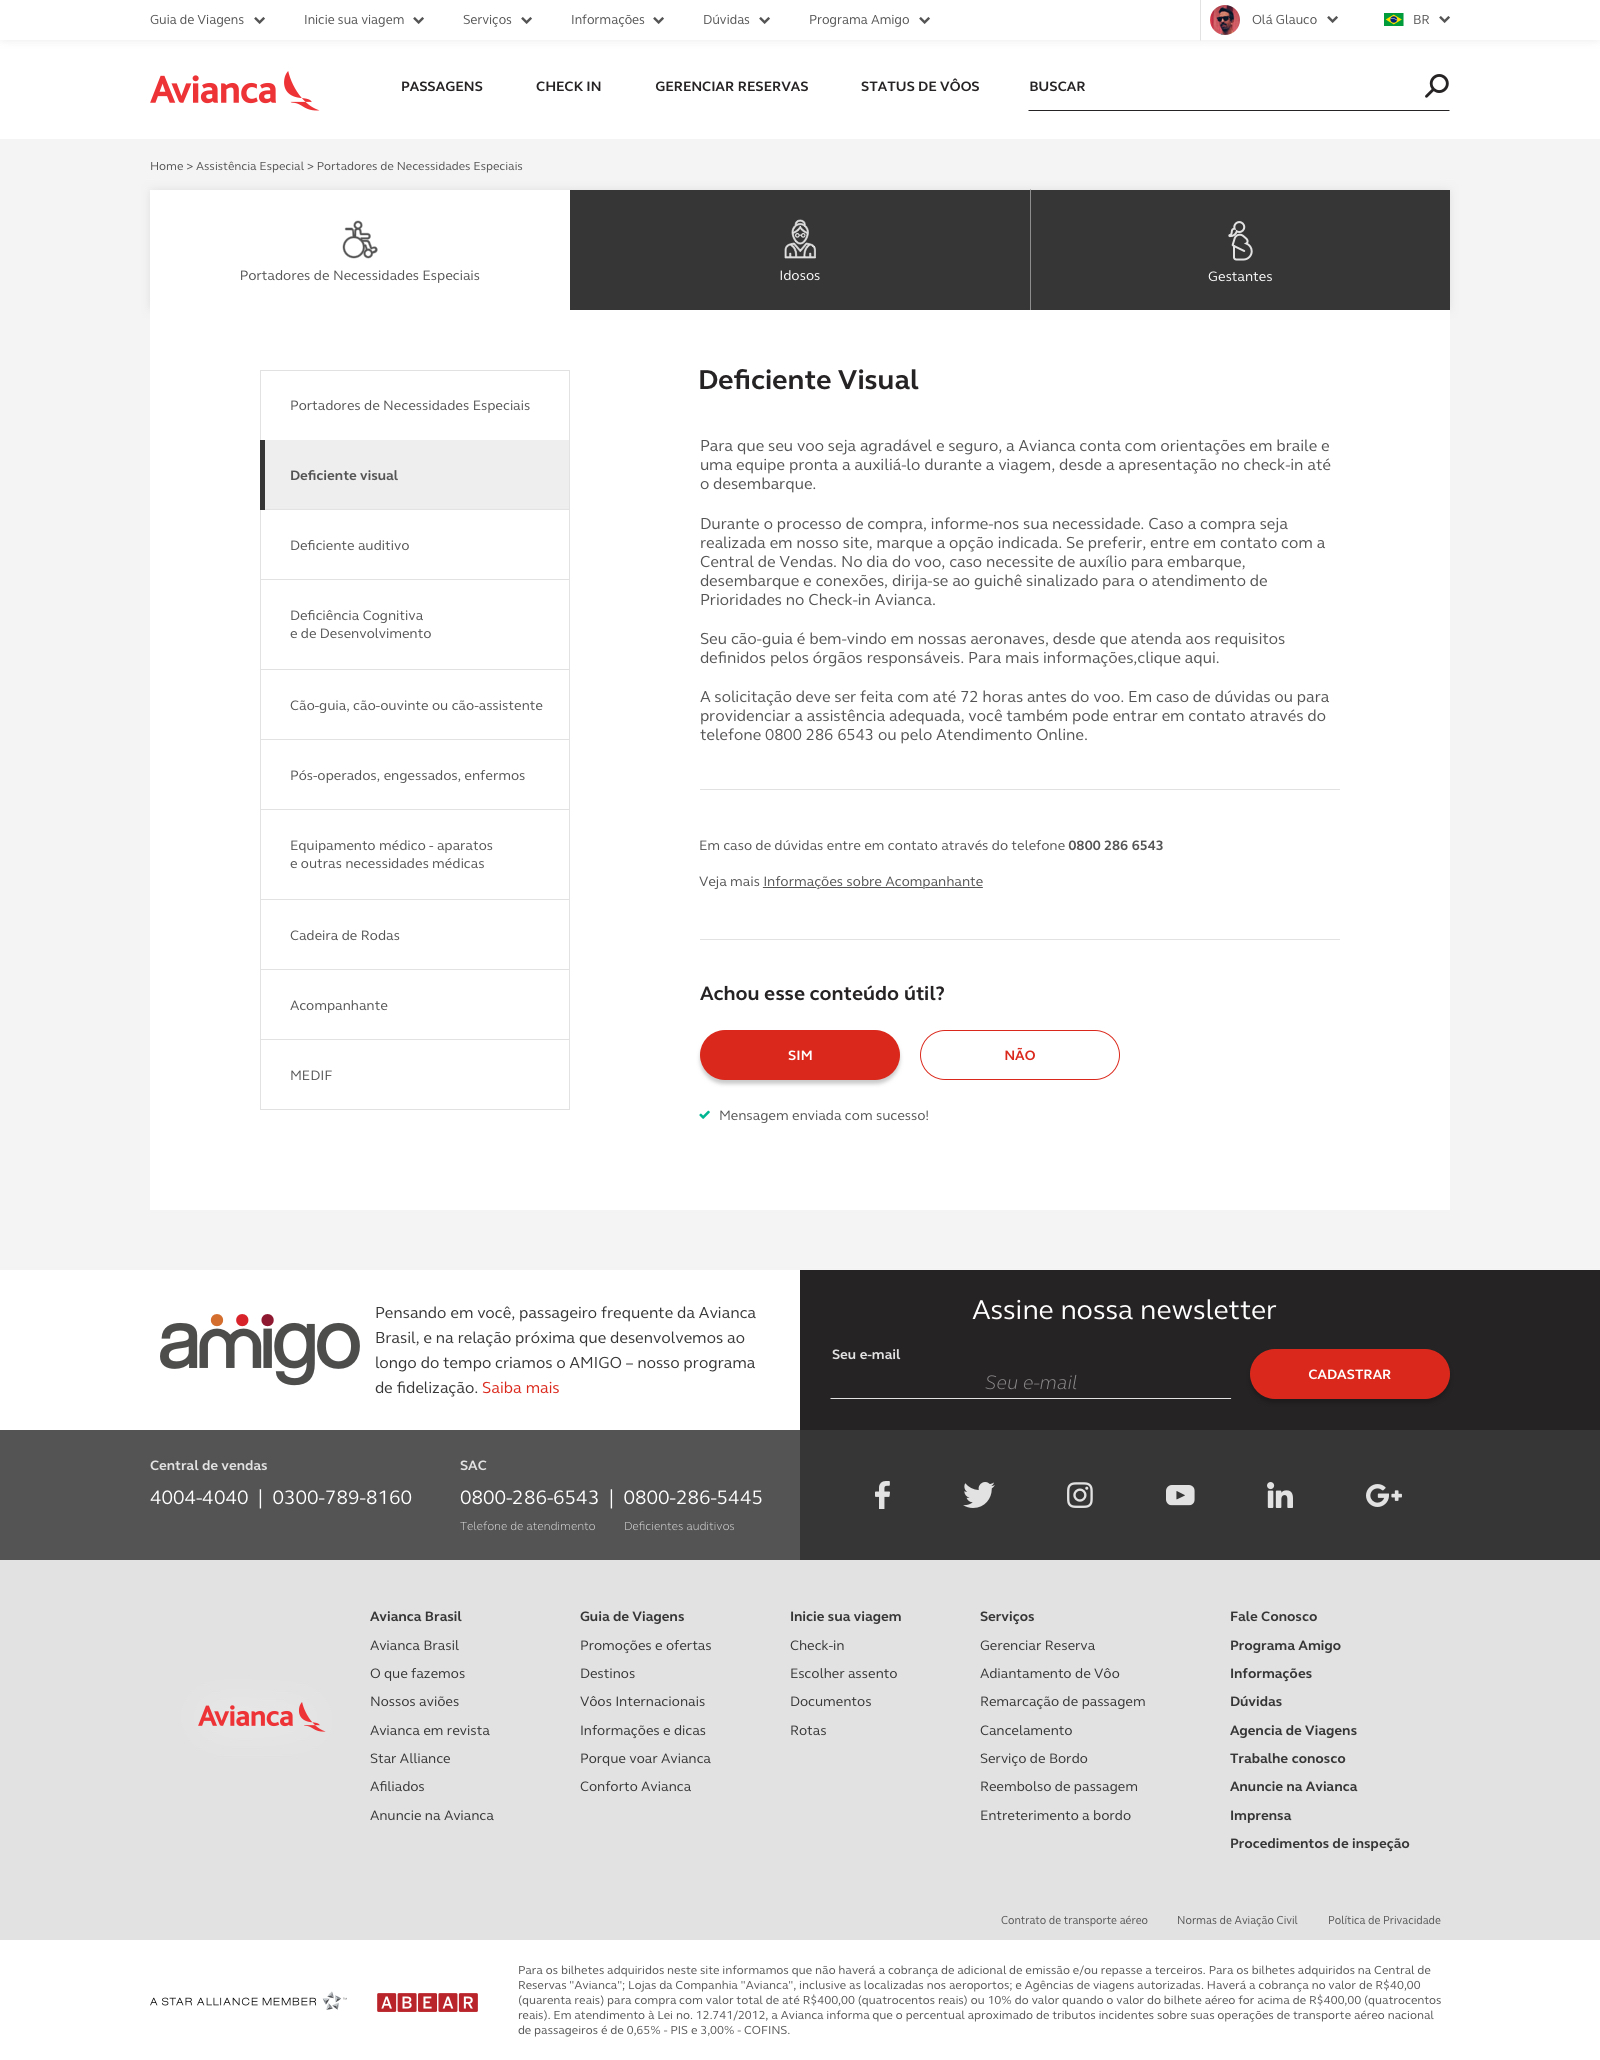 Guia de Viagens
Inicie sua viagem
Serviços
Informações
Dúvidas
Programa Amigo
Olá Glauco
BR
Avianca
PASSAGENS
CHECK IN
GERENCIAR RESERVAS
STATUS DE VÔOS
BUSCAR
Home > Assistência Especial > Portadores de Necessidades Especiais
Portadores de Necessidades Especiais
Idosos
Gestantes
Portadores de Necessidades Especiais
Deficiente visual
Deficiente auditivo
Deficiência Cognitiva
e de Desenvolvimento
Cão-guia, cão-ouvinte ou cão-assistente
Pós-operados, engessados, enfermos
Equipamento médico - aparatos
e outras necessidades médicas
Cadeira de Rodas
Acompanhante
MEDIF
Deficiente Visual
Para que seu voo seja agradável e seguro, a Avianca conta com orientações em braile e
uma equipe pronta a auxiliá-lo durante a viagem, desde a apresentação no check-in até
o desembarque.
Durante o processo de compra, informe-nos sua necessidade. Caso a compra seja
realizada em nosso site, marque a opção indicada. Se preferir, entre em contato com a
Central de Vendas. No dia do voo, caso necessite de auxílio para embarque,
desembarque e conexões, dirija-se ao guichê sinalizado para o atendimento de
Prioridades no Check-in Avianca.
Seu cão-guia é bem-vindo em nossas aeronaves, desde que atenda aos requisitos
definidos pelos órgãos responsáveis. Para mais informações,clique aqui.
A solicitação deve ser feita com até 72 horas antes do voo. Em caso de dúvidas ou para
providenciar a assistência adequada, você também pode entrar em contato através do
telefone 0800 286 6543 ou pelo Atendimento Online.
Em caso de dúvidas entre em contato através do telefone 0800 286 6543
Veja mais Informações sobre Acompanhante
Achou esse conteúdo útil?
SIM
NÃO
Mensagem enviada com sucesso!
amigo
Pensando em você, passageiro frequente da Avianca
Brasil, e na relação próxima que desenvolvemos ao
longo do tempo criamos o AMIGO – nosso programa
de fidelização. Saiba mais
Assine nossa newsletter
Seu e-mail
Seu e-mail
CADASTRAR
Central de vendas
4004-4040 | 0300-789-8160
SAC
0800-286-6543 | 0800-286-5445
Telefone de atendimento
Deficientes auditivos
Avianca
Avianca Brasil
Avianca Brasil
O que fazemos
Nossos aviões
Avianca em revista
Star Alliance
Afiliados
Anuncie na Avianca
Guia de Viagens
Promoções e ofertas
Destinos
Vôos Internacionais
Informações e dicas
Porque voar Avianca
Conforto Avianca
Inicie sua viagem
Check-in
Escolher assento
Documentos
Rotas
Serviços
Gerenciar Reserva
Adiantamento de Vôo
Remarcação de passagem
Cancelamento
Serviço de Bordo
Reembolso de passagem
Entreterimento a bordo
Fale Conosco
Programa Amigo
Informações
Dúvidas
Agencia de Viagens
Trabalhe conosco
Anuncie na Avianca
Imprensa
Procedimentos de inspeção
Contrato de transporte aéreo
Normas de Aviação Civil
Política de Privacidade
A STAR ALLIANCE MEMBER
ABEAR
Para os bilhetes adquiridos neste site informamos que não haverá a cobrança de adicional de emissão e/ou repasse a terceiros. Para os bilhetes adquiridos na Central de
Reservas "Avianca"; Lojas da Companhia "Avianca", inclusive as localizadas nos aeroportos; e Agências de viagens autorizadas. Haverá a cobrança no valor de R$40,00
(quarenta reais) para compra com valor total de até R$400,00 (quatrocentos reais) ou 10% do valor quando o valor do bilhete aéreo for acima de R$400,00 (quatrocentos
reais). Em atendimento à Lei no. 12.741/2012, a Avianca informa que o percentual aproximado de tributos incidentes sobre suas operações de transporte aéreo nacional
de passageiros é de 0,65% - PIS e 3,00% - COFINS.